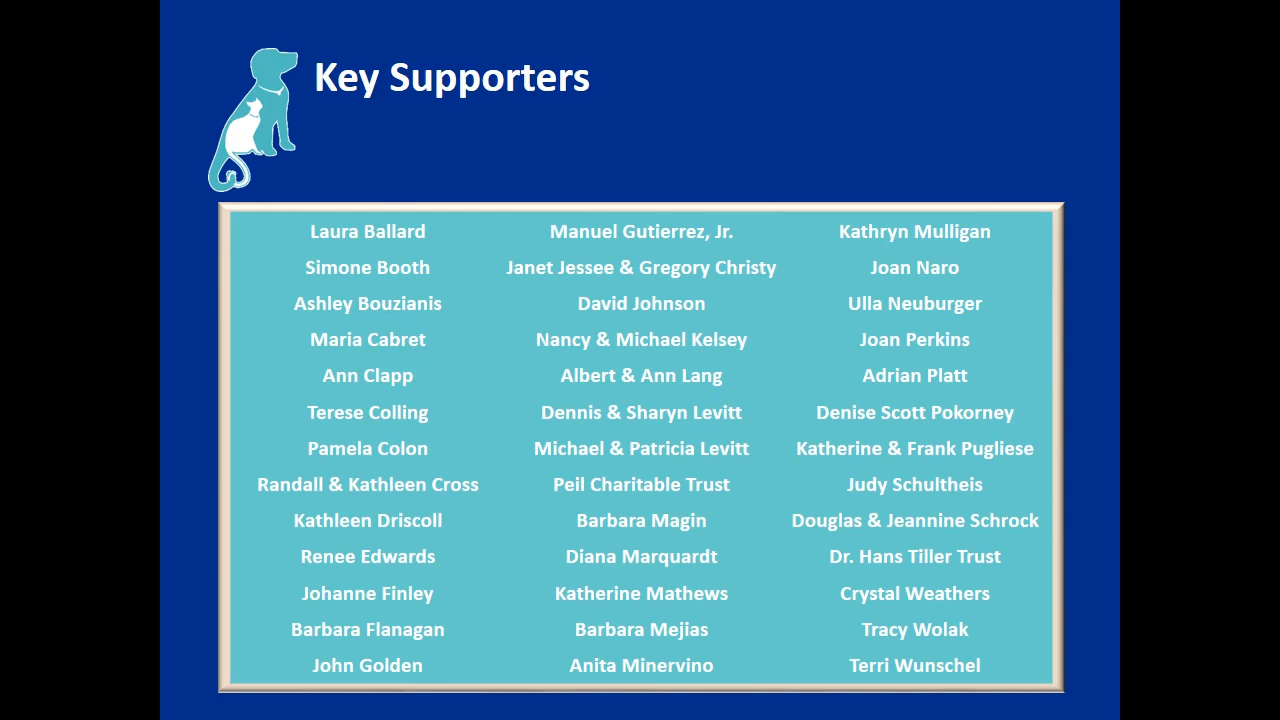 Key Supporters
Laura Ballard
Simone Booth
Ashley Bouzianis
Maria Cabret
Ann Clapp
Terese Colling
Pamela Colon
Randall & Kathleen Cross
Kathleen Driscoll
Renee Edwards
Johanne Finley
Barbara Flanagan
John Golden
Manuel Gutierrez, Jr.
Janet Jessee & Gregory Christy
David Johnson
Nancy & Michael Kelsey
Albert & Ann Lang
Dennis & Sharyn Levitt
Michael & Patricia Levitt
Peil Charitable Trust
Barbara Magin
Diana Marquardt
Katherine Mathews
Barbara Mejias
Anita Minervino
Kathryn Mulligan
Joan Naro
Ulla Neuburger
Joan Perkins
Adrian Platt
Denise Scott Pokorney
Katherine & Frank Pugliese
Judy Schultheis
Douglas & Jeannine Schrock
Dr. Hans Tiller Trust
Crystal Weathers
Tracy Wolak
Terri Wunschel